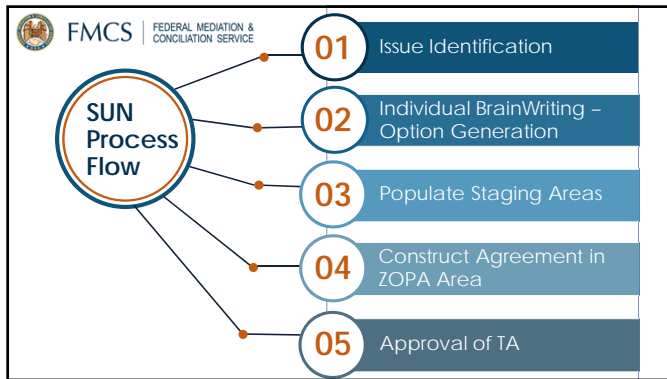 FMCS
FEDERAL MEDIATION &
CONCILIATION SERVICE
SUN
Process
Flow
01
Issue Identification
02
Individual BrainWriting –
Option Generation
03
Populate Staging Areas
04
Construct Agreement in
ZOPA Area
05
Approval of TA